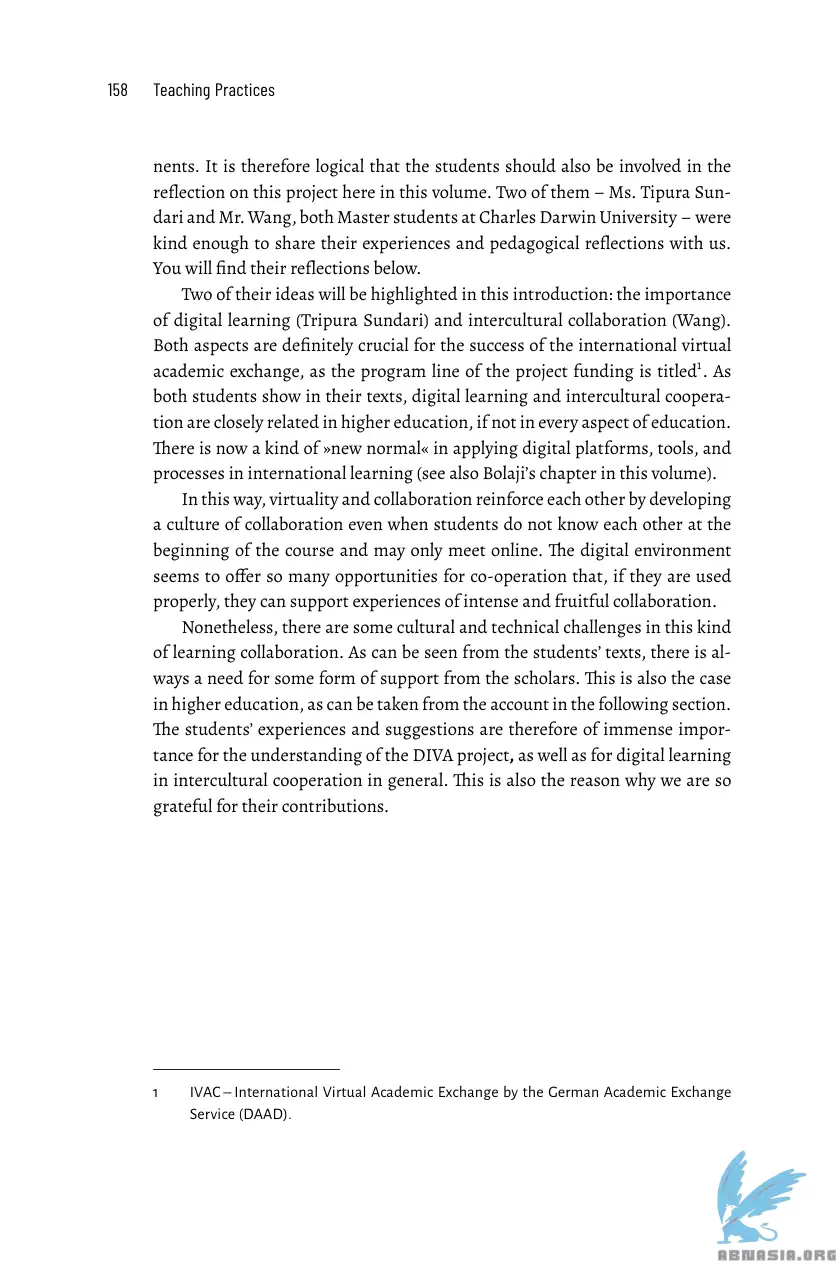 158 Teaching Practices
nents. It is therefore logical that the students should also be involved in the
reflection on this project here in this volume. Two of them – Ms. Tipura Sun-
dari and Mr. Wang, both Master students at Charles Darwin University – were
kind enough to share their experiences and pedagogical reflections with us.
You will find their reflections below.
Two of their ideas will be highlighted in this introduction: the importance
of digital learning (Tripura Sundari) and intercultural collaboration (Wang).
Both aspects are definitely crucial for the success of the international virtual
academic exchange, as the program line of the project funding is titled¹. As
both students show in their texts, digital learning and intercultural coopera-
tion are closely related in higher education, if not in every aspect of education.
There is now a kind of »new normal« in applying digital platforms, tools, and
processes in international learning (see also Bolaji’s chapter in this volume).
In this way, virtuality and collaboration reinforce each other by developing
a culture of collaboration even when students do not know each other at the
beginning of the course and may only meet online. The digital environment
seems to offer so many opportunities for co-operation that, if they are used
properly, they can support experiences of intense and fruitful collaboration.
Nonetheless, there are some cultural and technical challenges in this kind
of learning collaboration. As can be seen from the students’ texts, there is al-
ways a need for some form of support from the scholars. This is also the case
in higher education, as can be taken from the account in the following section.
The students’ experiences and suggestions are therefore of immense impor-
tance for the understanding of the DIVA project, as well as for digital learning
in intercultural cooperation in general. This is also the reason why we are so
grateful for their contributions.
1 IVAC – International Virtual Academic Exchange by the German Academic Exchange
Service (DAAD).
ABNASIA.ORG